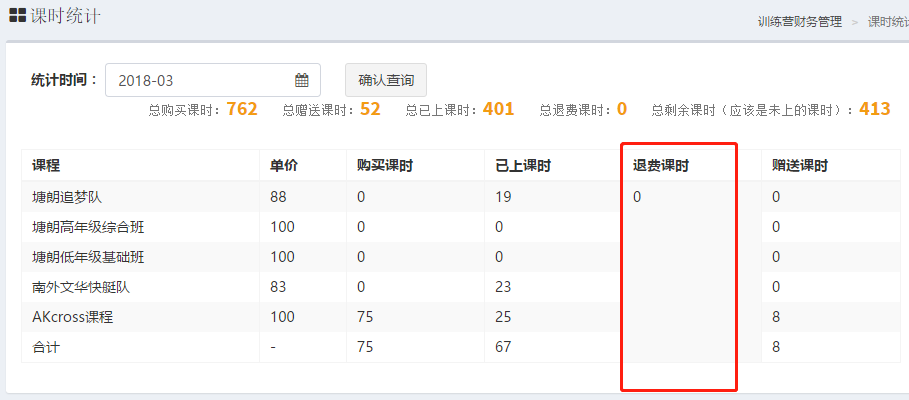 课时统计
训练营财务管理 > 课时统计
统计时间： 2018-03 确认查询
总购买课时：762 总赠送课时：52 总已上课时：401 总退费课时：0 总剩余课时（应该是未上的课时）：413
课程 单价 购买课时 已上课时 退费课时 赠送课时
塘朗追梦队 88 0 19 0 0
塘朗高年级综合班 100 0 0 0
塘朗低年级基础班 100 0 0 0
南外文华快艇队 83 0 23 0
AKcross课程 100 75 25 8
合计 - 75 67 8